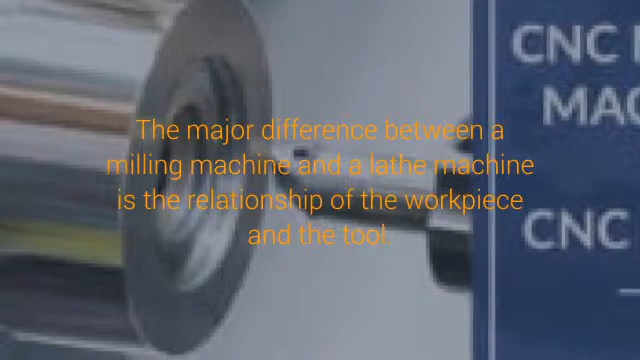 CNC
MAC
The major difference between a
milling machine and a lathe machine
is the relationship of the workpiece
and the tool.
CNC